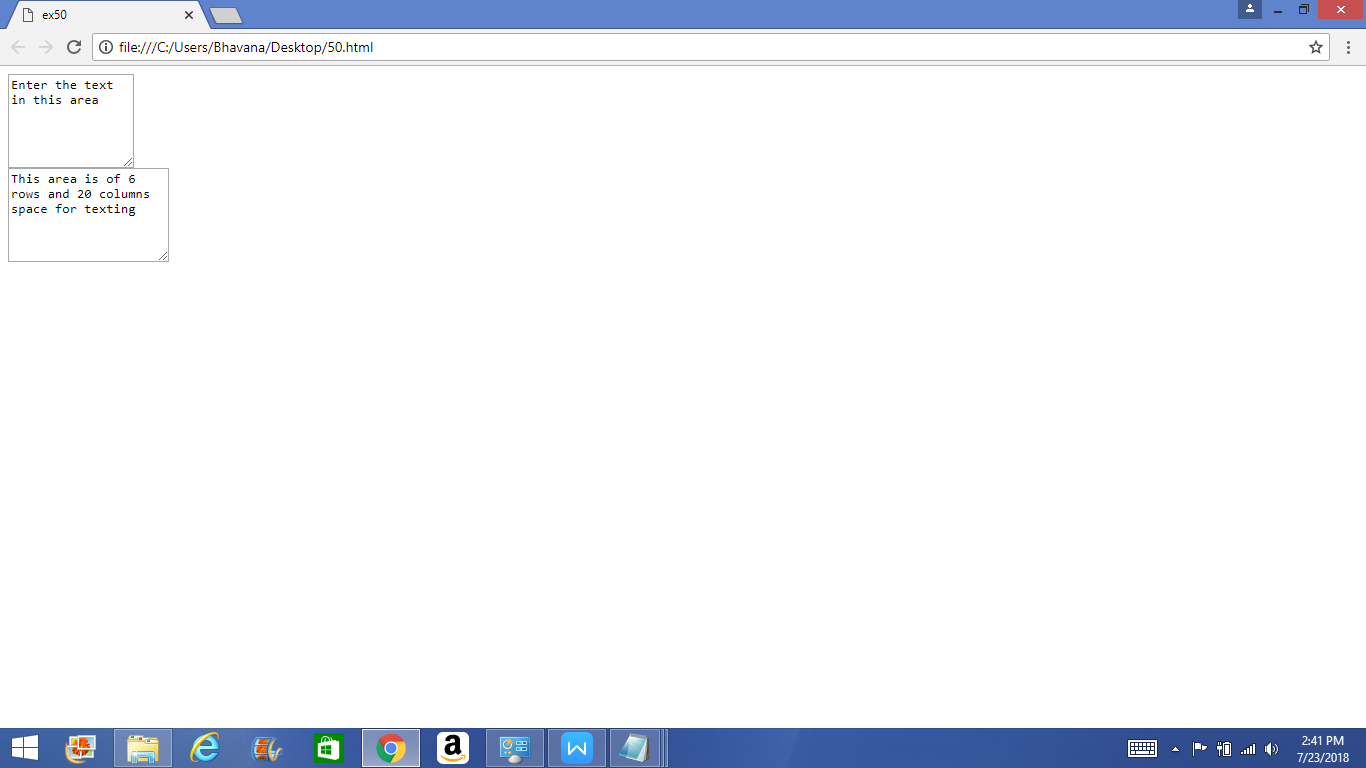 ex50
file:///C:/Users/Bhavana/Desktop/50.html
Enter the text
in this area
This area is of 6
rows and 20 columns
space for texting
2:41 PM
7/23/2018